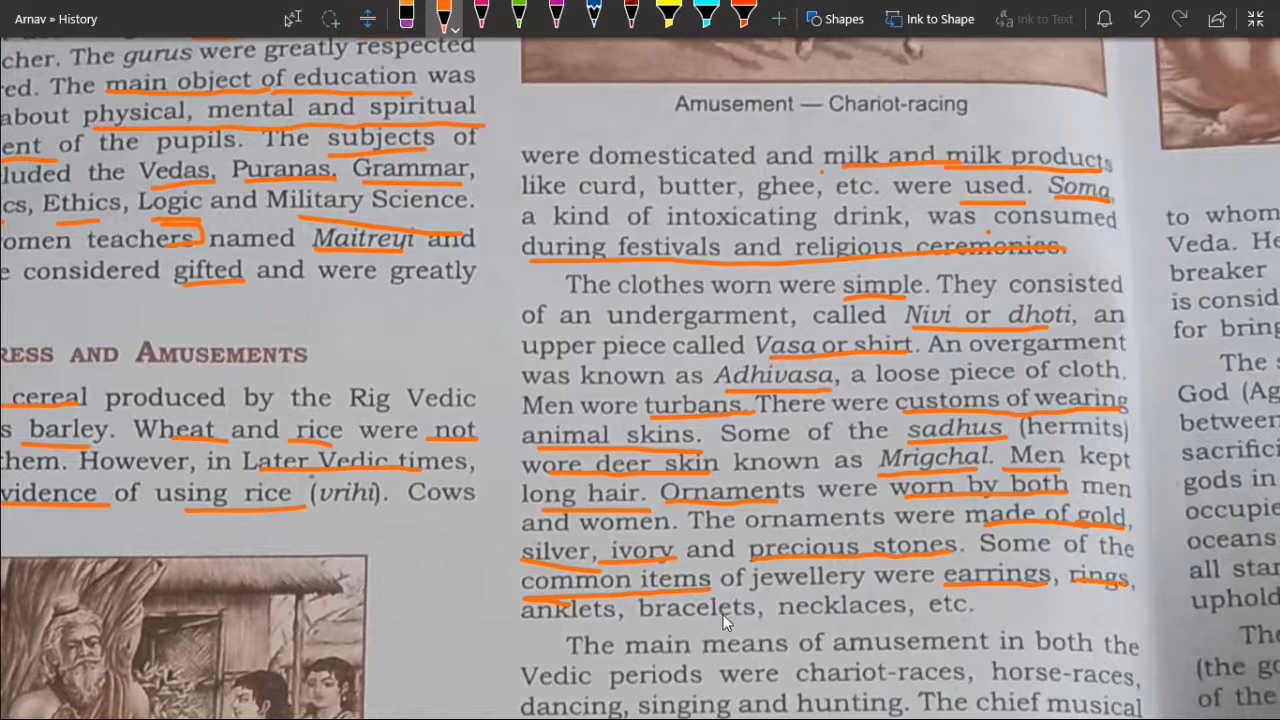 Arnav » History
Shapes
Ink to Shape
Ink to Text
cher. The gurus were greatly respected
red. The main object of education was
about physical, mental and spiritual
ent of the pupils. The subjects of
luded the Vedas, Puranas, Grammar,
cs, Ethics, Logic and Military Science.
omen teachers named Maitreyi and
e considered gifted and were greatly
RESS AND AMUSEMENTS
cereal produced by the Rig Vedic
s barley. Wheat and rice were not
them. However, in Later Vedic times,
vidence of using rice (vrihi). Cows
Amusement — Chariot-racing
were domesticated and milk and milk products
like curd, butter, ghee, etc. were used. Soma,
a kind of intoxicating drink, was consumed
during festivals and religious ceremonies.
The clothes worn were simple. They consisted
of an undergarment, called Nivi or dhoti, an
upper piece called Vasa or shirt. An overgarment
was known as Adhivasa, a loose piece of cloth.
Men wore turbans. There were customs of wearing
animal skins. Some of the sadhus (hermits)
wore deer skin known as Mrigchal. Men kept
long hair. Ornaments were worn by both men
and women. The ornaments were made of gold,
silver, ivory and precious stones. Some of the
common items of jewellery were earrings, rings,
anklets, bracelets, necklaces, etc.
The main means of amusement in both the
Vedic periods were chariot-races, horse-races,
dancing, singing and hunting. The chief musical
to whom
Veda. He
breaker
is consid
for bring
The
God (Ag
between
sacrifici
gods in
occupie
oceans
all star
uphold
The
(the go
of the